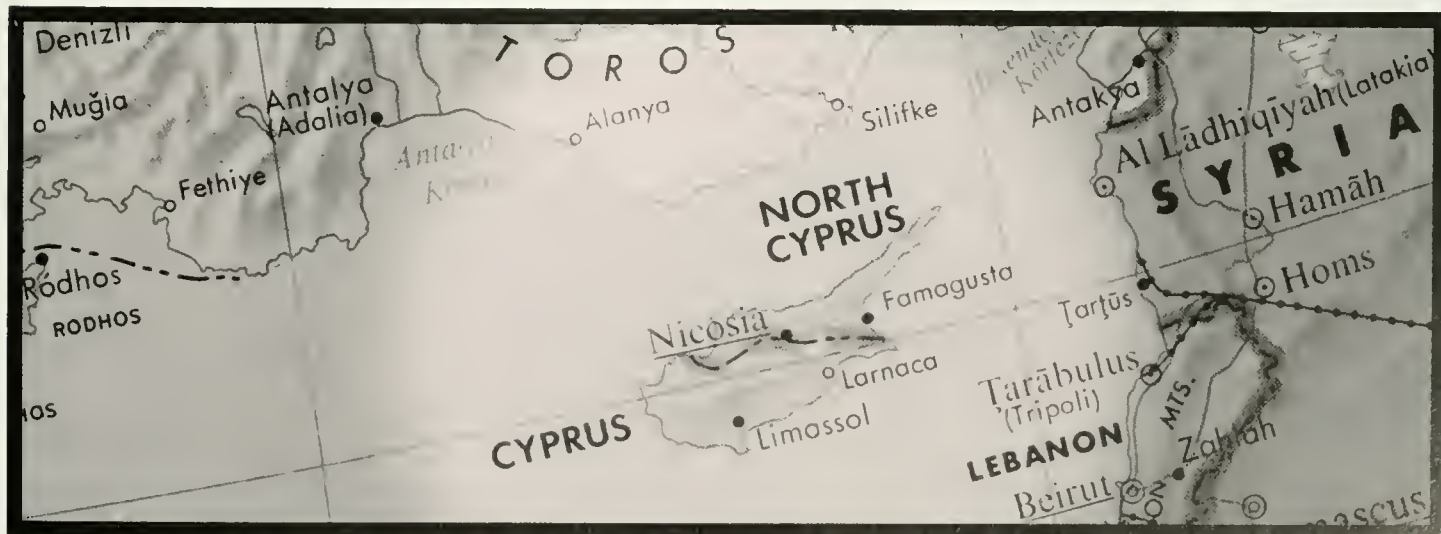 Denizli
TOROS
Muğla
Antalya
(Adalia)
Alanya
Silifke
Antakya
Al Lādhiqīyah (Latakia)
SYRIA
Fethiye
NORTH
CYPRUS
Hamāh
Ródhos
RODHOS
Famagusta
Nicosia
Ţarţūs
Homs
Larnaca
Tarābulus
(Tripoli)
MTS.
CYPRUS
Limassol
LEBANON
Zahlah
Beirut